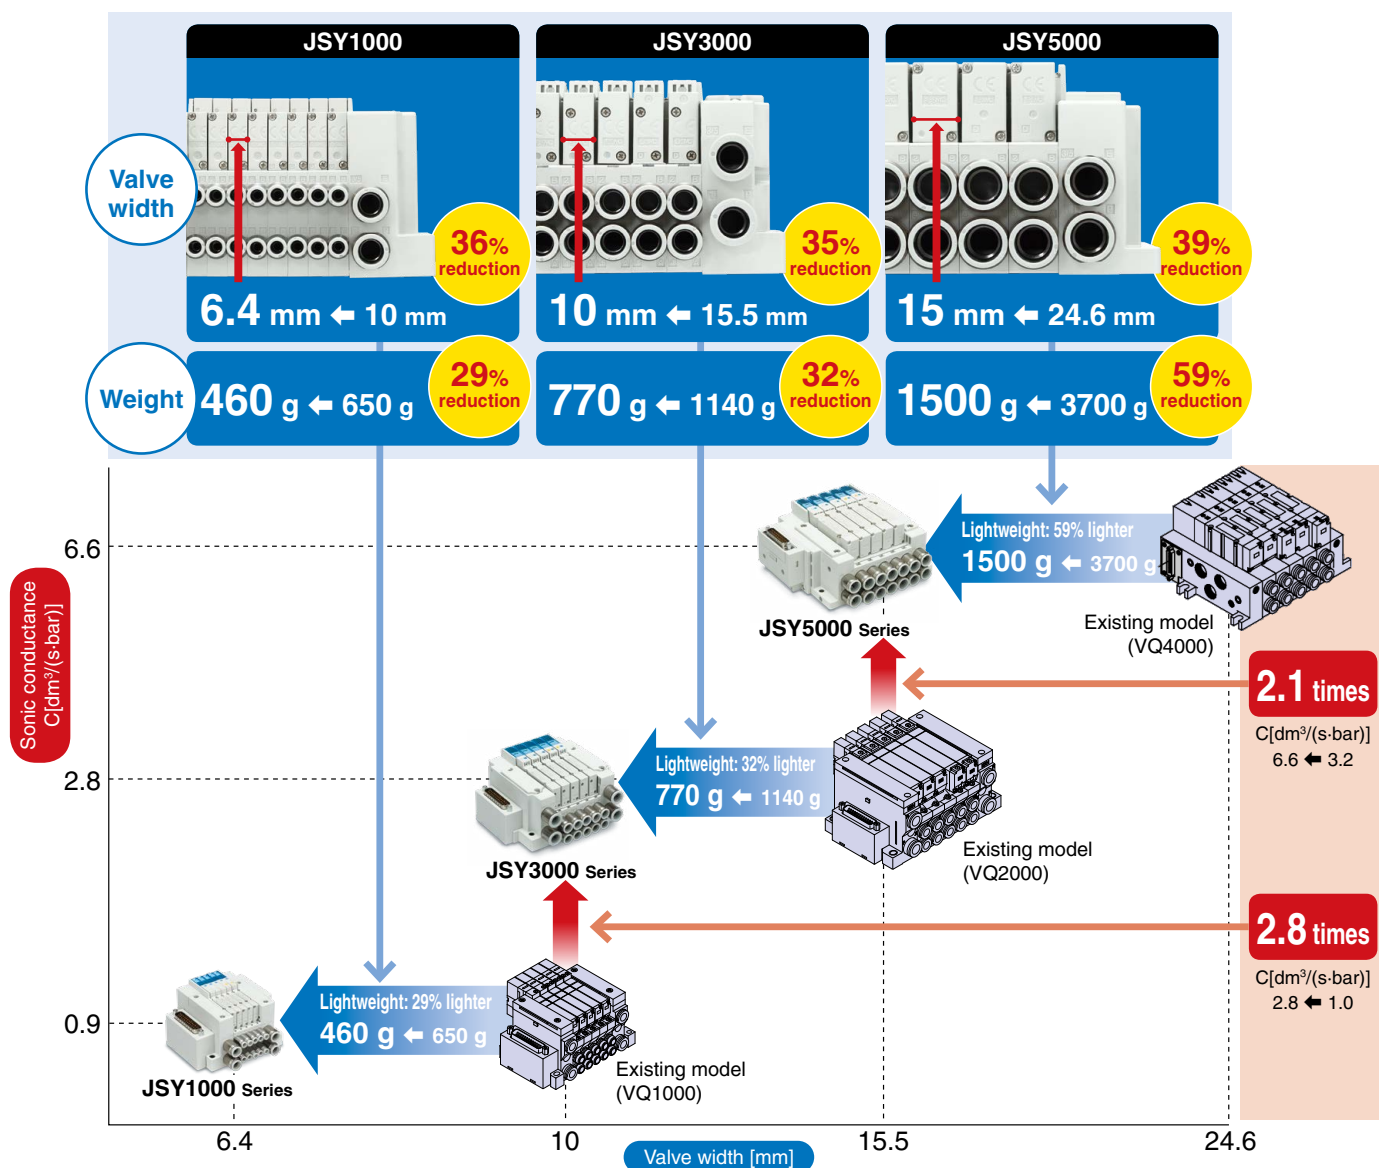 JSY1000
JSY3000
JSY5000
Valve
width
36%
reduction
35%
reduction
39%
reduction
6.4 mm ← 10 mm
10 mm ← 15.5 mm
15 mm ← 24.6 mm
Weight
460 g ← 650 g
29%
reduction
770 g ← 1140 g
32%
reduction
1500 g ← 3700 g
59%
reduction
Sonic conductance
C[dm³/(s·bar)]
6.6
2.8
0.9
Lightweight: 59% lighter
1500 g ← 3700 g
JSY5000 Series
Existing model
(VQ4000)
2.1 times
C[dm³/(s·bar)]
6.6 ← 3.2
Lightweight: 32% lighter
770 g ← 1140 g
JSY3000 Series
Existing model
(VQ2000)
2.8 times
C[dm³/(s·bar)]
2.8 ← 1.0
Lightweight: 29% lighter
460 g ← 650 g
JSY1000 Series
Existing model
(VQ1000)
6.4
10
15.5
24.6
Valve width [mm]